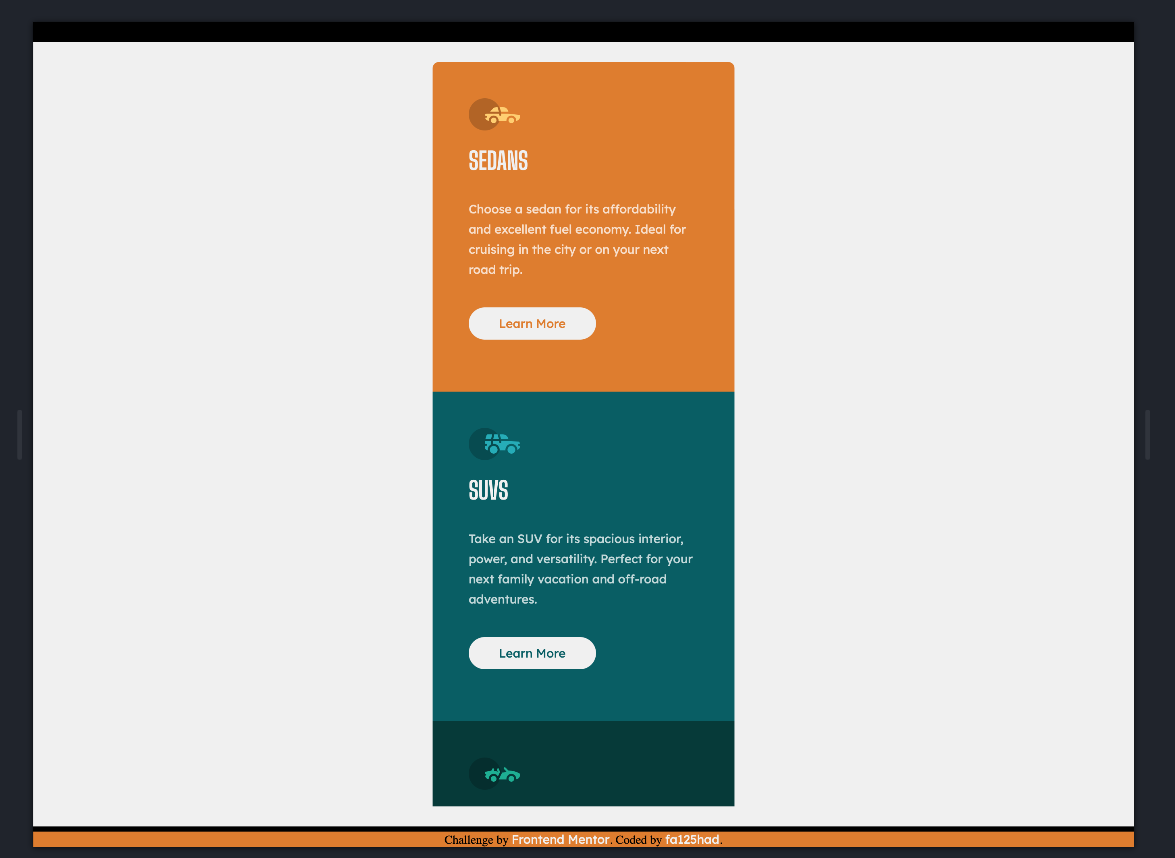 SEDANS
Choose a sedan for its affordability
and excellent fuel economy. Ideal for
cruising in the city or on your next
road trip.
Learn More
SUVS
Take an SUV for its spacious interior,
power, and versatility. Perfect for your
next family vacation and off-road
adventures.
Learn More
Challenge by Frontend Mentor. Coded by fa125had.